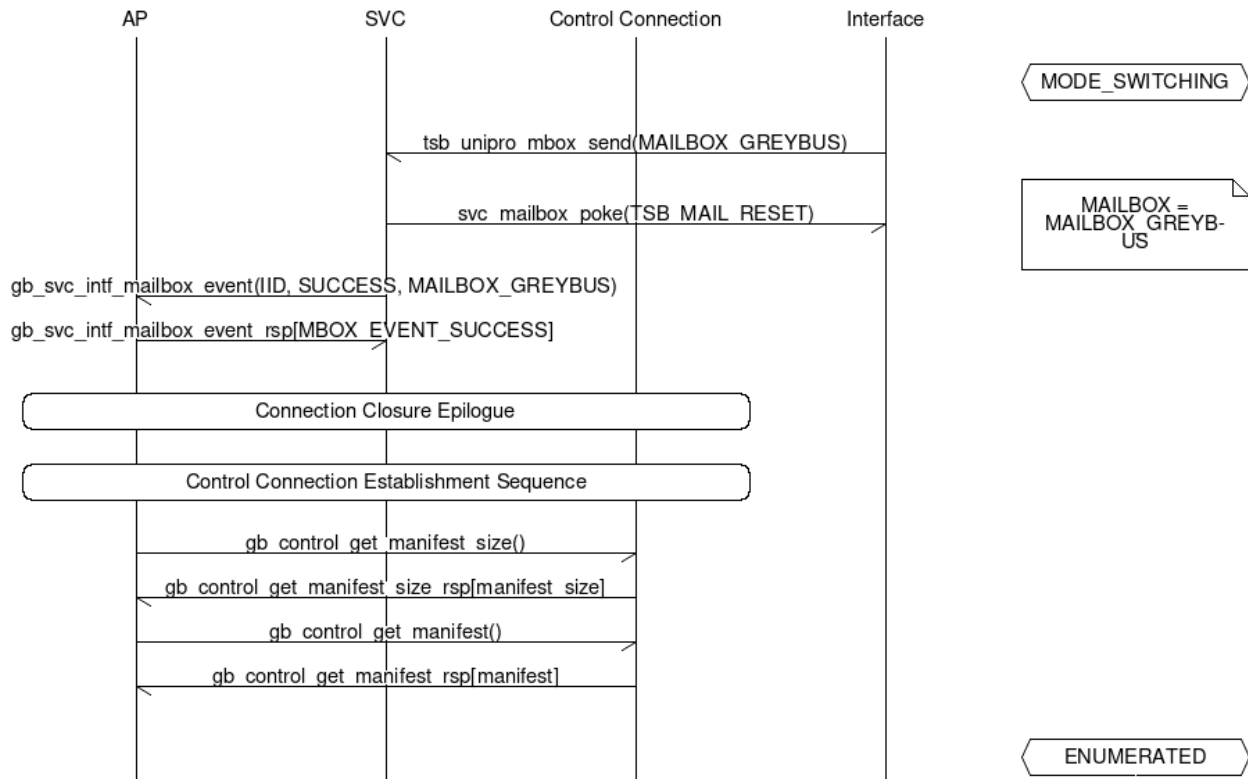 AP SVC Control Connection Interface
MODE_SWITCHING
tsb_unipro_mbox_send(MAILBOX_GREYBUS)
MAILBOX =
MAILBOX_GREYB-
US
svc_mailbox_poke(TSB_MAIL_RESET)
gb_svc_intf_mailbox_event(IID, SUCCESS, MAILBOX_GREYBUS)
gb_svc_intf_mailbox_event_rsp[MBOX_EVENT_SUCCESS]
Connection Closure Epilogue
Control Connection Establishment Sequence
gb_control_get_manifest_size()
gb_control_get_manifest_size_rsp[manifest_size]
gb_control_get_manifest()
gb_control_get_manifest_rsp[manifest]
ENUMERATED